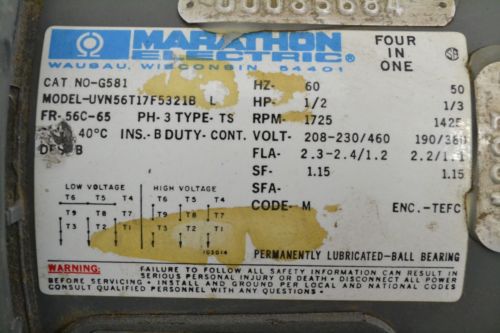 MARATHON
ELECTRIC
WAUSAU, WISCONSIN 54401
FOUR
IN
ONE
CAT NO-G581 HZ- 60 50
MODEL-UVN56T17F5321B L HP- 1/2 1/3
FR-56C-65 PH-3 TYPE- TS RPM- 1725 1425
40°C INS.-B DUTY- CONT. VOLT- 208-230/460 190/380
DES B FLA- 2.3-2.4/1.2 2.2/1.1
SF- 1.15 1.15
SFA-
CODE- M ENC.-TEFC
LOW VOLTAGE HIGH VOLTAGE
T6 T5 T4 T6 T5 T4
T7 T9 T8 T7
T3 T2 T1 T3 T2 T1
103014
PERMANENTLY LUBRICATED-BALL BEARING
WARNING: FAILURE TO FOLLOW ALL SAFETY INFORMATION CAN RESULT IN
SERIOUS PERSONAL INJURY OR DEATH • DISCONNECT ALL POWER
BEFORE SERVICING • INSTALL AND GROUND PER LOCAL AND NATIONAL CODES
CONSULT QUALIFIED PERSONNEL WITH ANY QUESTIONS!